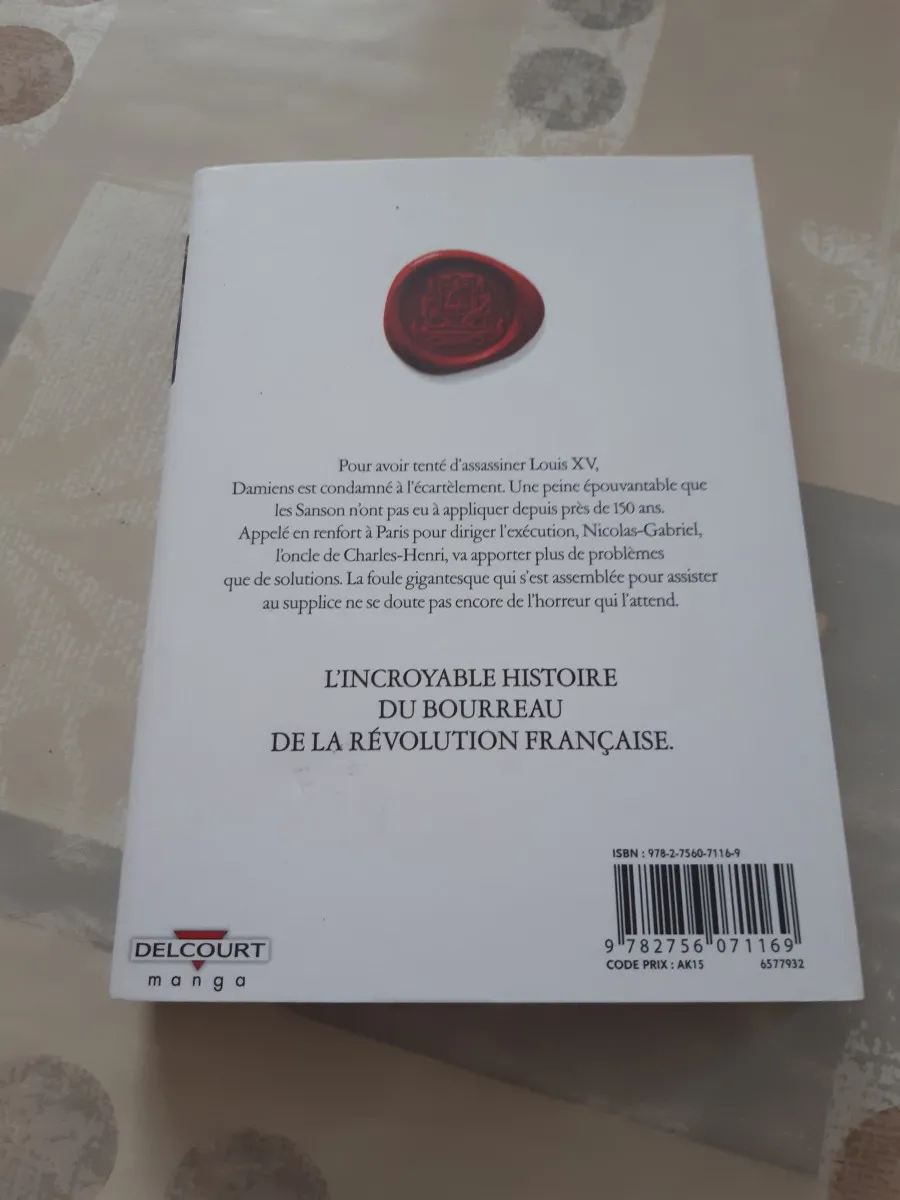 Pour avoir tenté d'assassiner Louis XV,
Damiens est condamné à l'écartèlement. Une peine épouvantable que
les Sanson n'ont pas eu à appliquer depuis près de 150 ans.
Appelé en renfort à Paris pour diriger l'exécution, Nicolas-Gabriel,
l'oncle de Charles-Henri, va apporter plus de problèmes
que de solutions. La foule gigantesque qui s'est assemblée pour assister
au supplice ne se doute pas encore de l'horreur qui l'attend.
L'INCROYABLE HISTOIRE
DU BOURREAU
DE LA RÉVOLUTION FRANÇAISE.
ISBN : 978-2-7560-7116-9
9 782756 071169
CODE PRIX : AK15 6577932
DELCOURT
manga